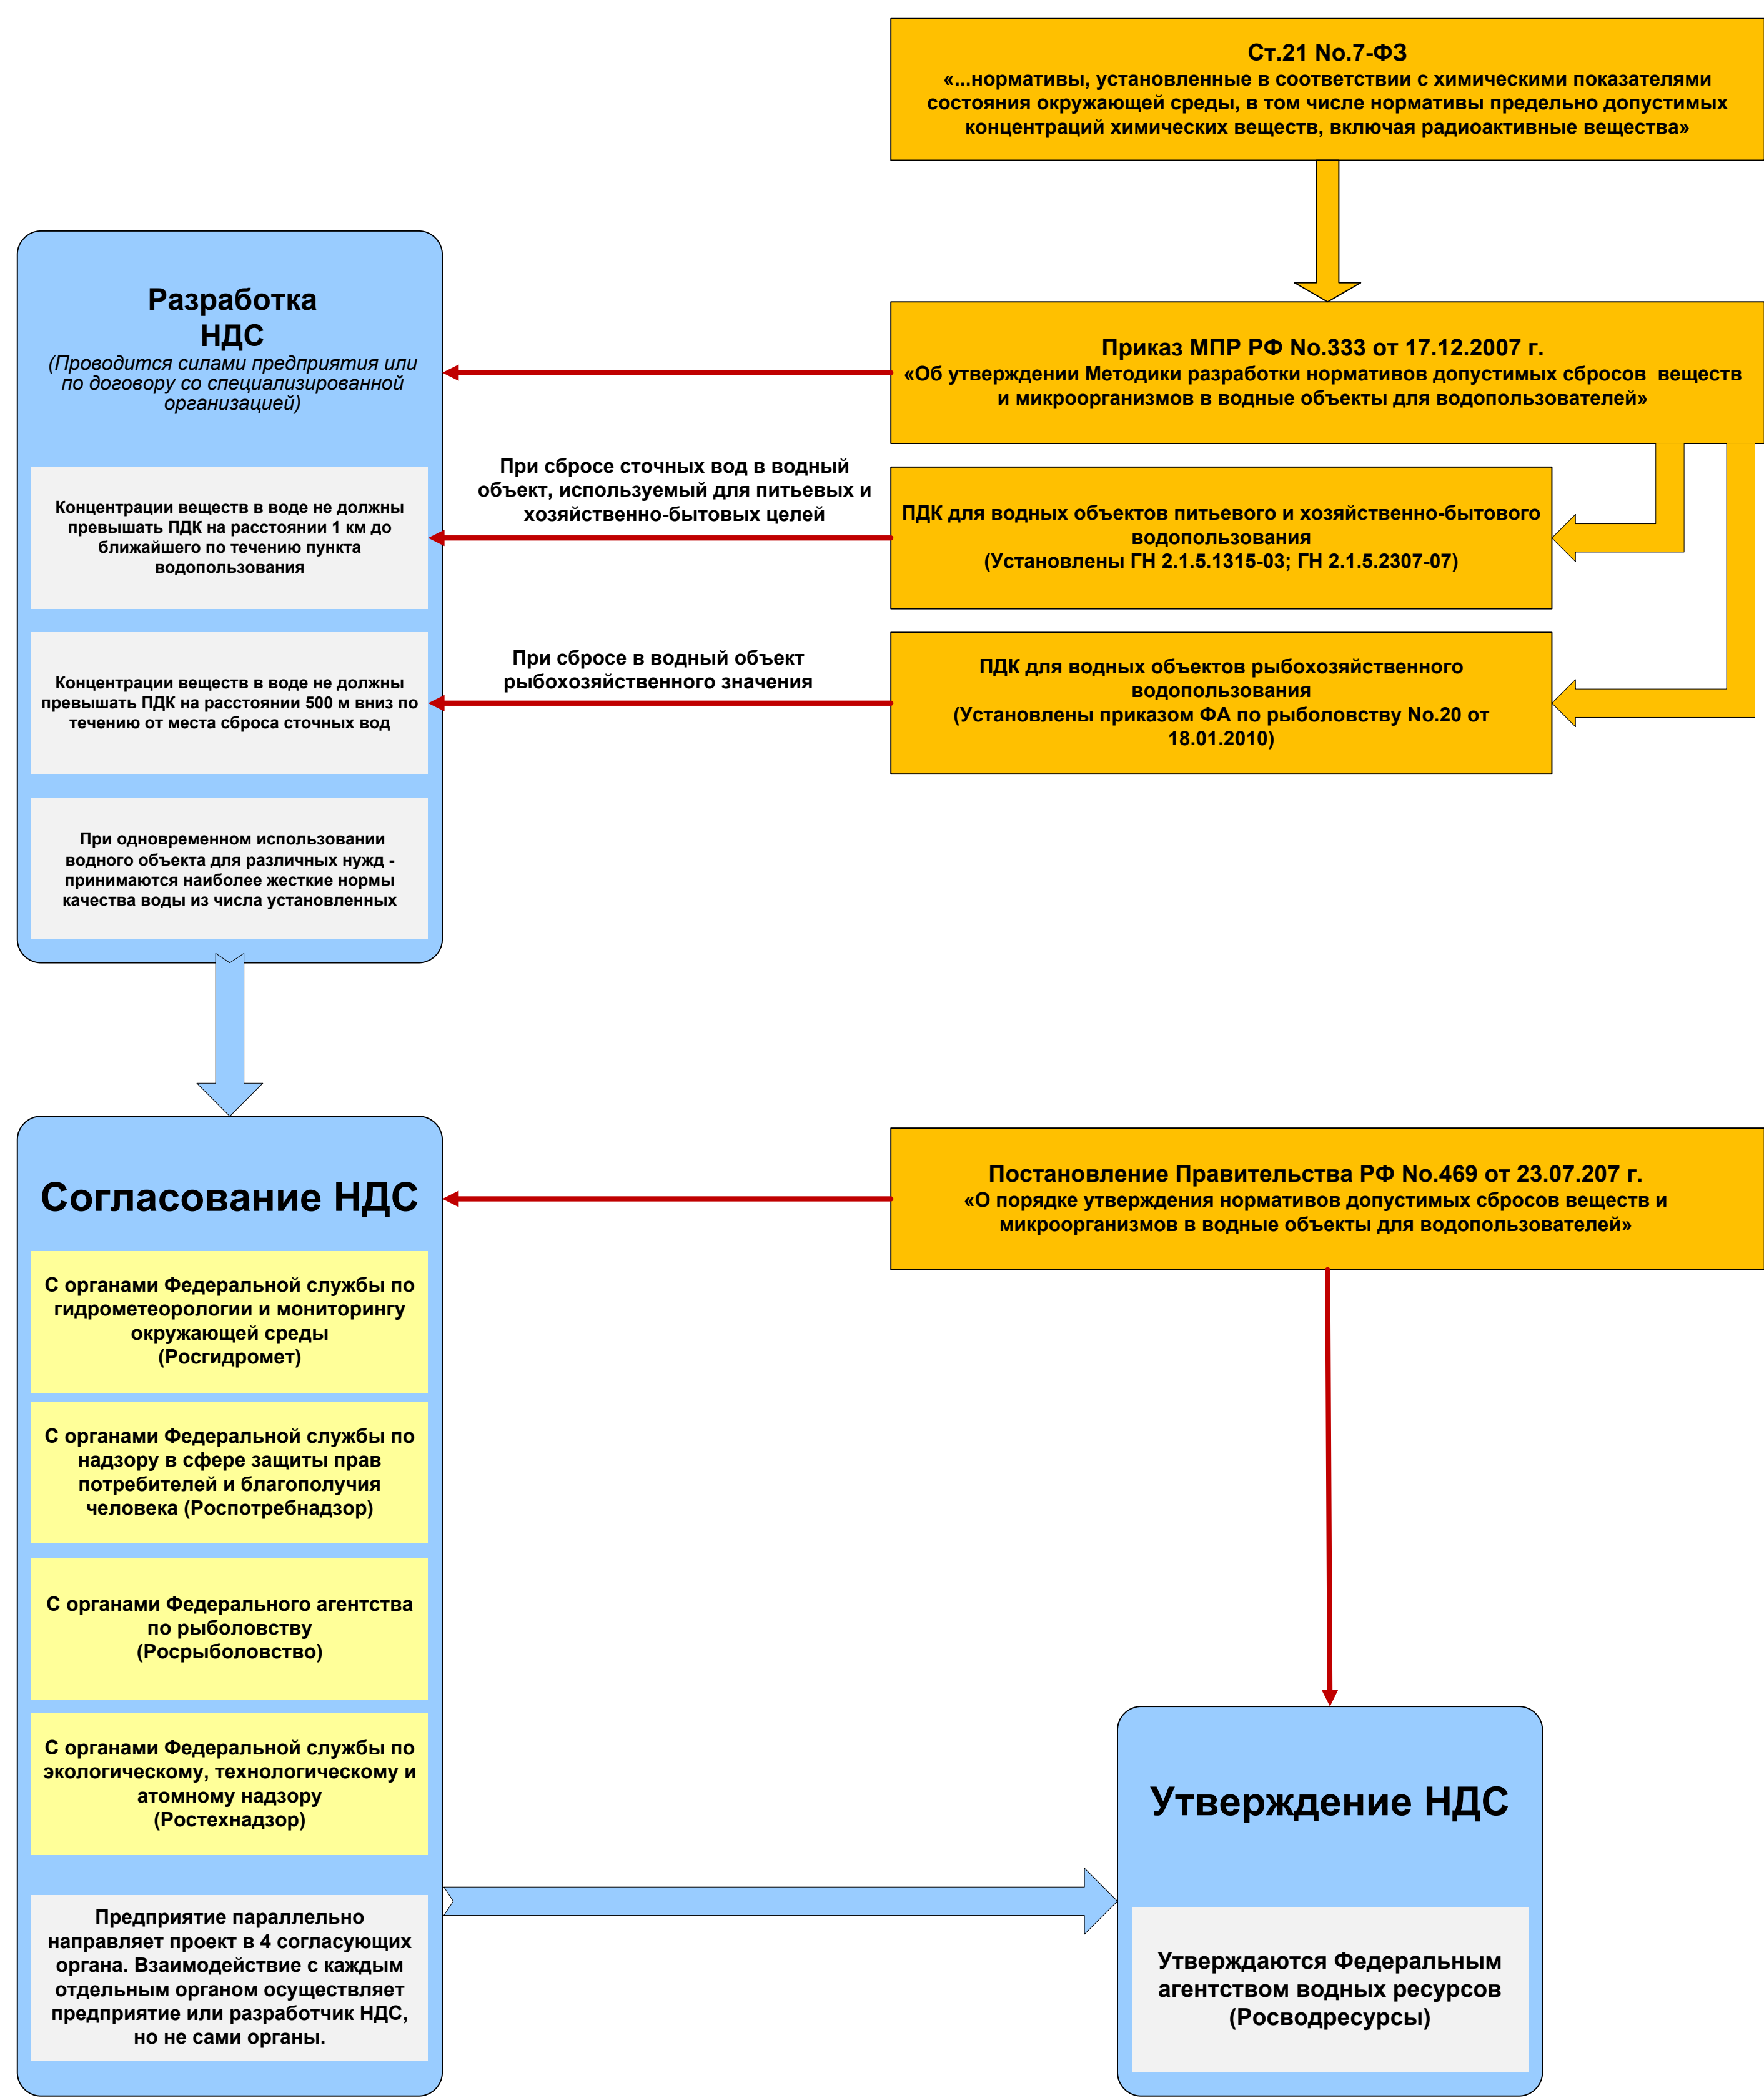 Ст.21 No.7-ФЗ
«...нормативы, установленные в соответствии с химическими показателями
состояния окружающей среды, в том числе нормативы предельно допустимых
концентраций химических веществ, включая радиоактивные вещества»
Разработка
НДС
(Проводится силами предприятия или
по договору со специализированной
организацией)
Приказ МПР РФ No.333 от 17.12.2007 г.
«Об утверждении Методики разработки нормативов допустимых сбросов веществ
и микроорганизмов в водные объекты для водопользователей»
Концентрации веществ в воде не должны
превышать ПДК на расстоянии 1 км до
ближайшего по течению пункта
водопользования
При сбросе сточных вод в водный
объект, используемый для питьевых и
хозяйственно-бытовых целей
ПДК для водных объектов питьевого и хозяйственно-бытового
водопользования
(Установлены ГН 2.1.5.1315-03; ГН 2.1.5.2307-07)
Концентрации веществ в воде не должны
превышать ПДК на расстоянии 500 м вниз по
течению от места сброса сточных вод
При сбросе в водный объект
рыбохозяйственного значения
ПДК для водных объектов рыбохозяйственного
водопользования
(Установлены приказом ФА по рыболовству No.20 от
18.01.2010)
При одновременном использовании
водного объекта для различных нужд -
принимаются наиболее жесткие нормы
качества воды из числа установленных
Согласование НДС
Постановление Правительства РФ No.469 от 23.07.207 г.
«О порядке утверждения нормативов допустимых сбросов веществ и
микроорганизмов в водные объекты для водопользователей»
С органами Федеральной службы по
гидрометеорологии и мониторингу
окружающей среды
(Росгидромет)
С органами Федеральной службы по
надзору в сфере защиты прав
потребителей и благополучия
человека (Роспотребнадзор)
С органами Федерального агентства
по рыболовству
(Росрыболовство)
С органами Федеральной службы по
экологическому, технологическому и
атомному надзору
(Ростехнадзор)
Предприятие параллельно
направляет проект в 4 согласующих
органа. Взаимодействие с каждым
отдельным органом осуществляет
предприятие или разработчик НДС,
но не сами органы.
Утверждение НДС
Утверждаются Федеральным
агентством водных ресурсов
(Росводресурсы)